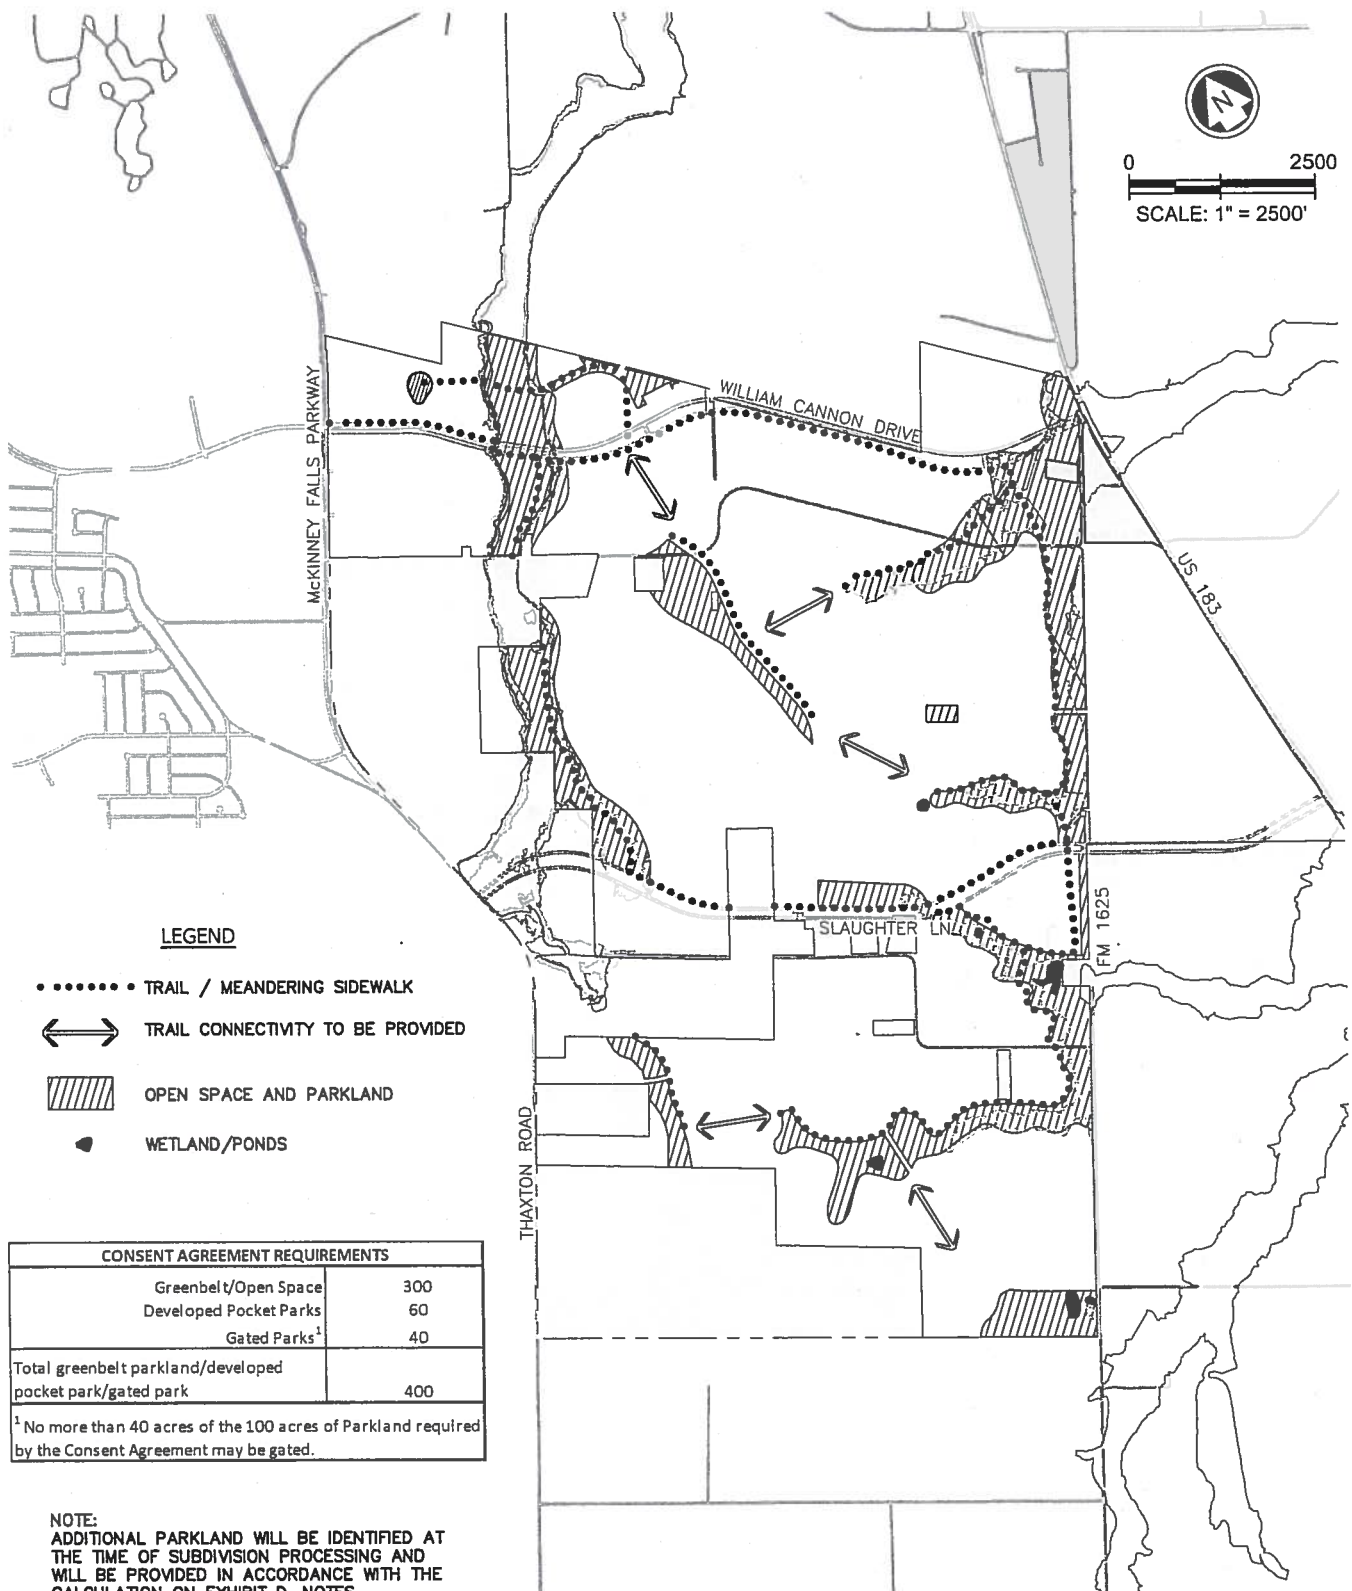 N
0 2500
SCALE: 1" = 2500'
McKINNEY FALLS PARKWAY
WILLIAM CANNON DRIVE
US 183
SLAUGHTER LN
FM 1625
THAXTON ROAD
LEGEND
TRAIL / MEANDERING SIDEWALK
TRAIL CONNECTIVITY TO BE PROVIDED
OPEN SPACE AND PARKLAND
WETLAND/PONDS
CONSENT AGREEMENT REQUIREMENTS
Greenbelt/Open Space 300
Developed Pocket Parks 60
Gated Parks¹ 40
Total greenbelt parkland/developed
pocket park/gated park 400
¹ No more than 40 acres of the 100 acres of Parkland required
by the Consent Agreement may be gated.
NOTE:
ADDITIONAL PARKLAND WILL BE IDENTIFIED AT
THE TIME OF SUBDIVISION PROCESSING AND
WILL BE PROVIDED IN ACCORDANCE WITH THE
CALCULATION ON EXHIBIT D, NOTES